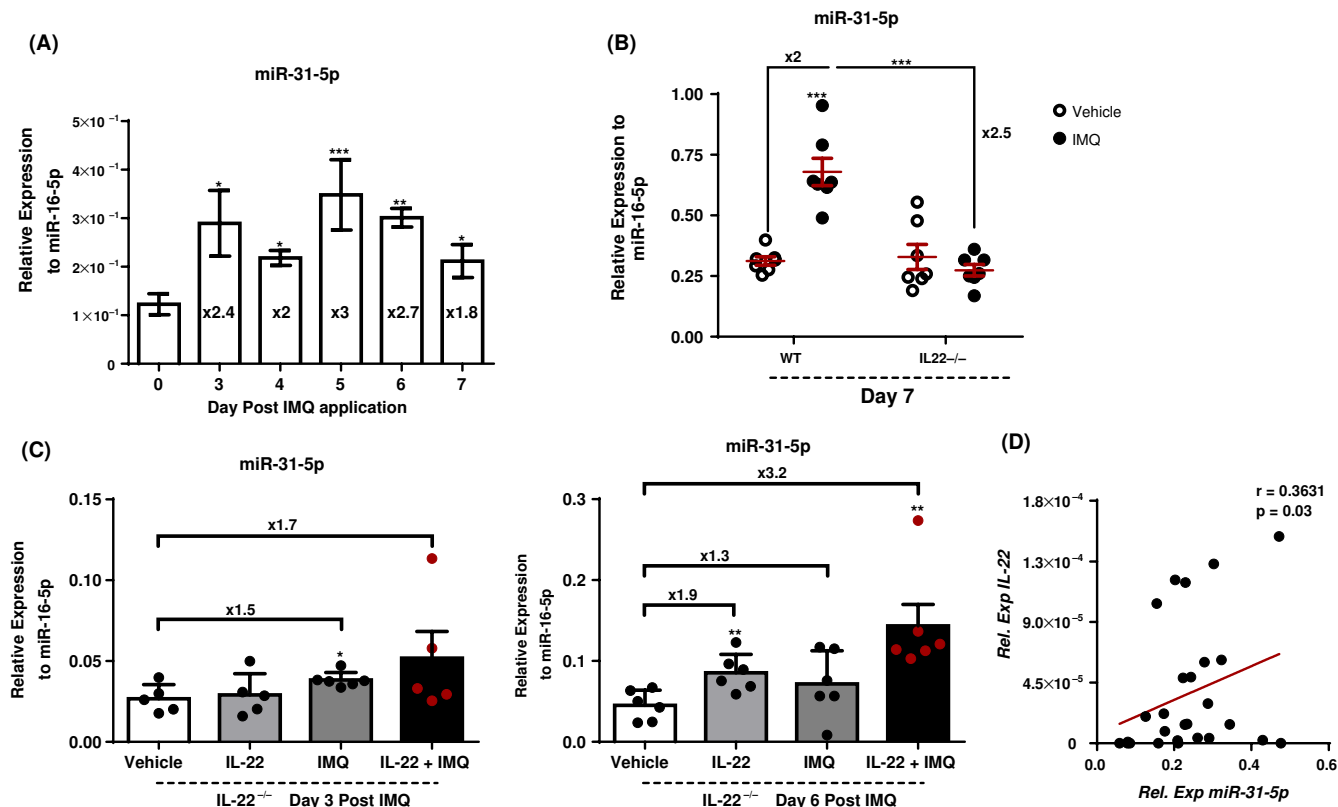 (A)
miR-31-5p
Relative Expression
to miR-16-5p
5×10⁻¹
4×10⁻¹
3×10⁻¹
2×10⁻¹
1×10⁻¹
0
*
***
**
*
*
x2.4
x2
x3
x2.7
x1.8
0 3 4 5 6 7
Day Post IMQ application
(B)
miR-31-5p
x2
***
***
x2.5
Vehicle
IMQ
Relative Expression to
miR-16-5p
1.00
0.75
0.50
0.25
0.00
WT IL22–/–
Day 7
(C)
miR-31-5p
Relative Expression
to miR-16-5p
0.15
0.10
0.05
0.00
x1.7
x1.5
*
Vehicle IL-22 IMQ IL-22 + IMQ
IL-22⁻/⁻ Day 3 Post IMQ
miR-31-5p
Relative Expression
to miR-16-5p
0.3
0.2
0.1
0.0
x3.2
**
x1.3
x1.9
**
Vehicle IL-22 IMQ IL-22 + IMQ
IL-22⁻/⁻ Day 6 Post IMQ
(D)
r = 0.3631
p = 0.03
Rel. Exp IL-22
1.8×10⁻⁴
1.3×10⁻⁴
9.0×10⁻⁵
4.5×10⁻⁵
0
0.0 0.2 0.4 0.6
Rel. Exp miR-31-5p